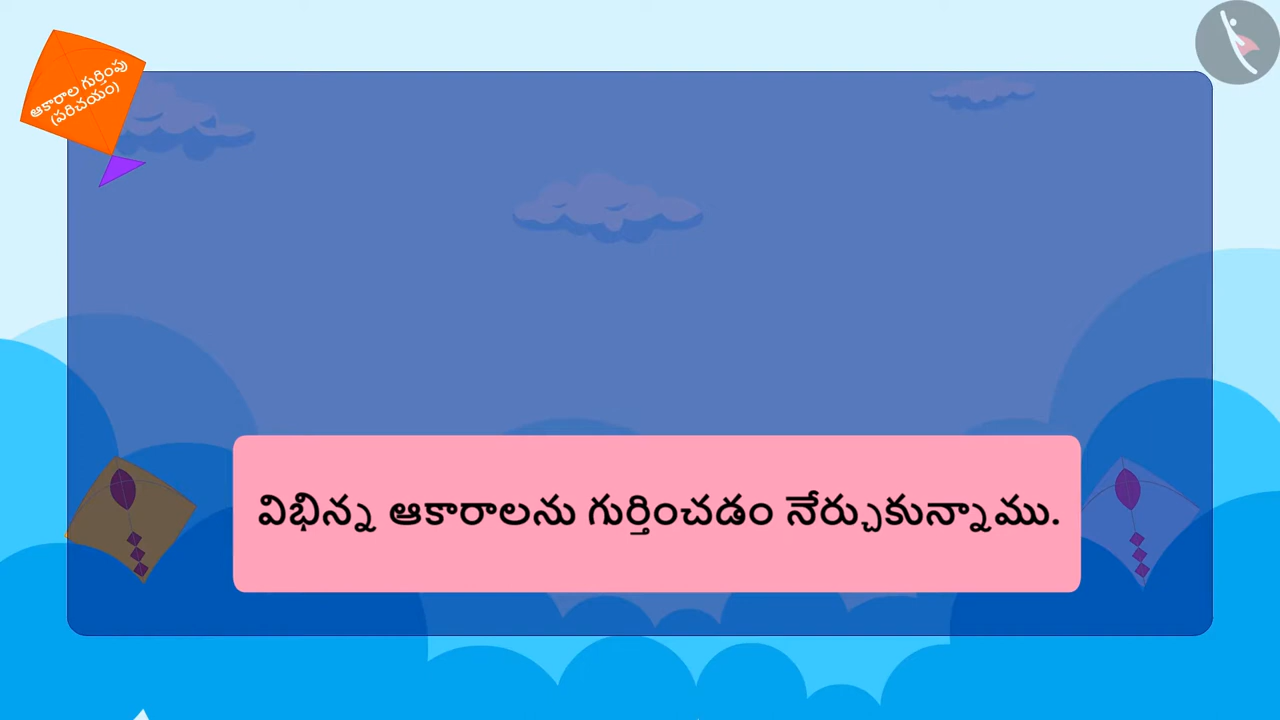 ఆకారాల గుర్తింపు
(పరిచయం)
విభిన్న ఆకారాలను గుర్తించడం నేర్చుకున్నాము.